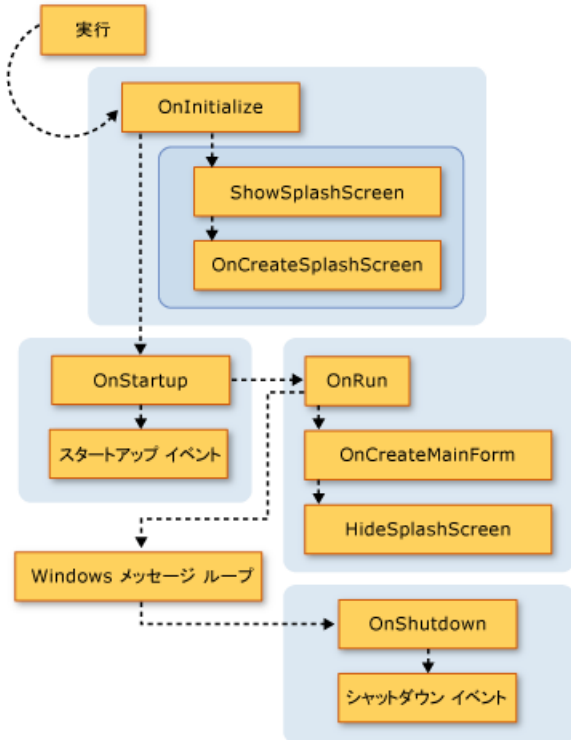 実行
OnInitialize
ShowSplashScreen
OnCreateSplashScreen
OnStartup
OnRun
スタートアップ イベント
OnCreateMainForm
HideSplashScreen
Windows メッセージ ループ
OnShutdown
シャットダウン イベント